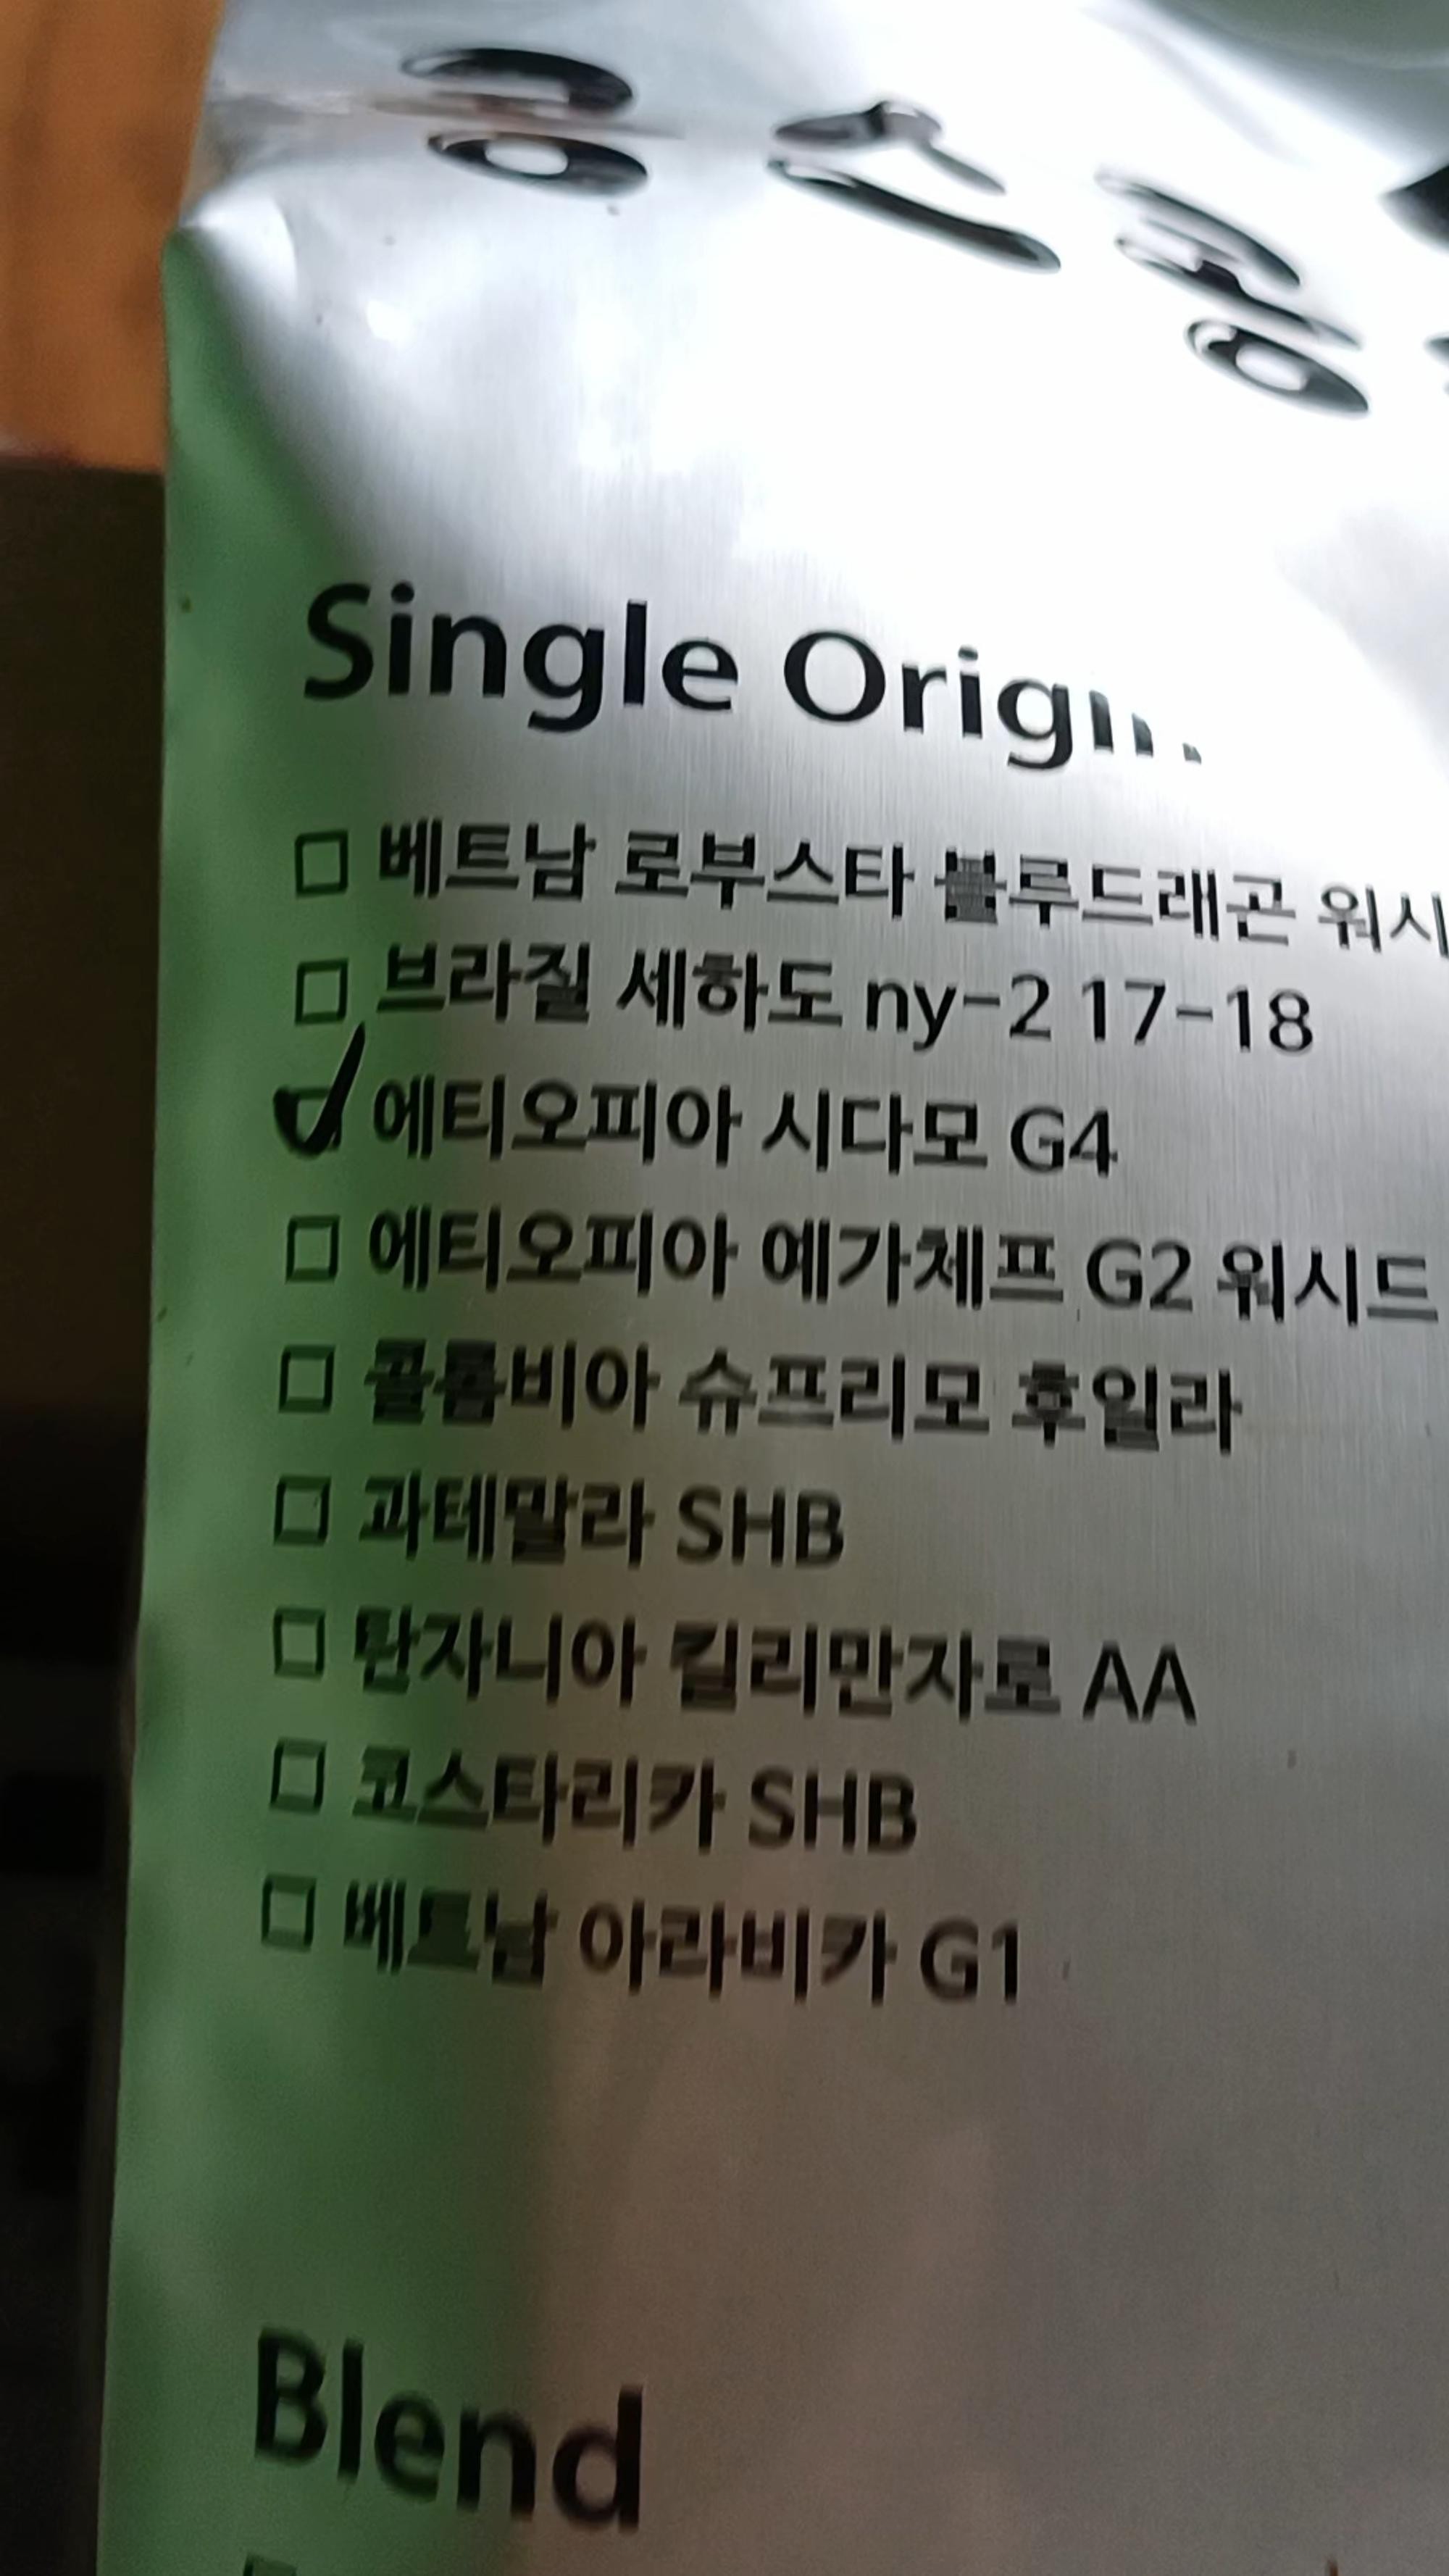 Single Origin
□ 베트남 로부스타 블루드래곤 워시
□ 브라질 세하도 ny-2 17-18
☑ 에티오피아 시다모 G4
□ 에티오피아 예가체프 G2 워시드
□ 콜롬비아 슈프리모 후일라
□ 과테말라 SHB
□ 탄자니아 킬리만자로 AA
□ 코스타리카 SHB
□ 베트남 아라비카 G1
Blend